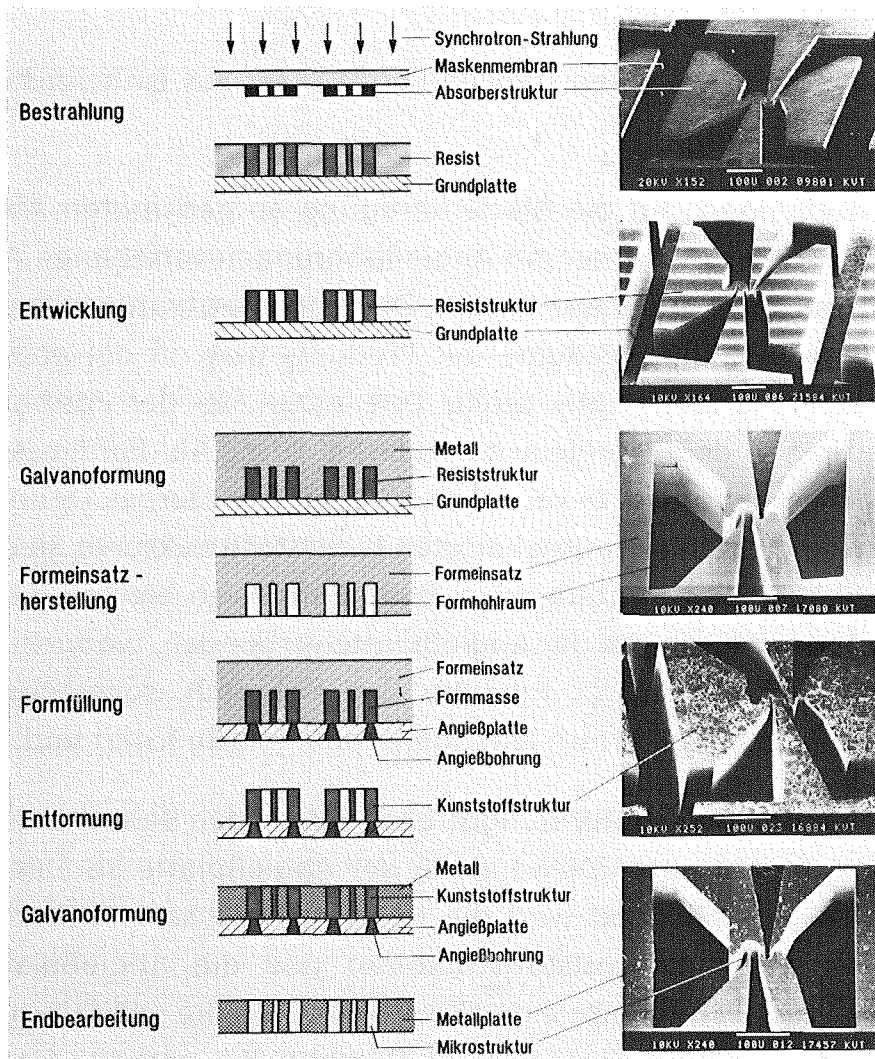 Bestrahlung
Synchrotron-Strahlung
Maskenmembran
Absorberstruktur
Resist
Grundplatte
20KV X152 100U 002 09801 KVT
Entwicklung
Resiststruktur
Grundplatte
10KV X164 100U 006 21584 KVT
Galvanoformung
Metall
Resiststruktur
Grundplatte
Formeinsatz-
herstellung
Formeinsatz
Formhohlraum
10KV X240 100U 007 17080 KVT
Formfüllung
Formeinsatz
Formmasse
Angießplatte
Angießbohrung
Entformung
Kunststoffstruktur
10KV X252 100U 023 16884 KVT
Galvanoformung
Metall
Kunststoffstruktur
Angießplatte
Angießbohrung
Endbearbeitung
Metallplatte
Mikrostruktur
10KV X240 100U 012 17457 KVT